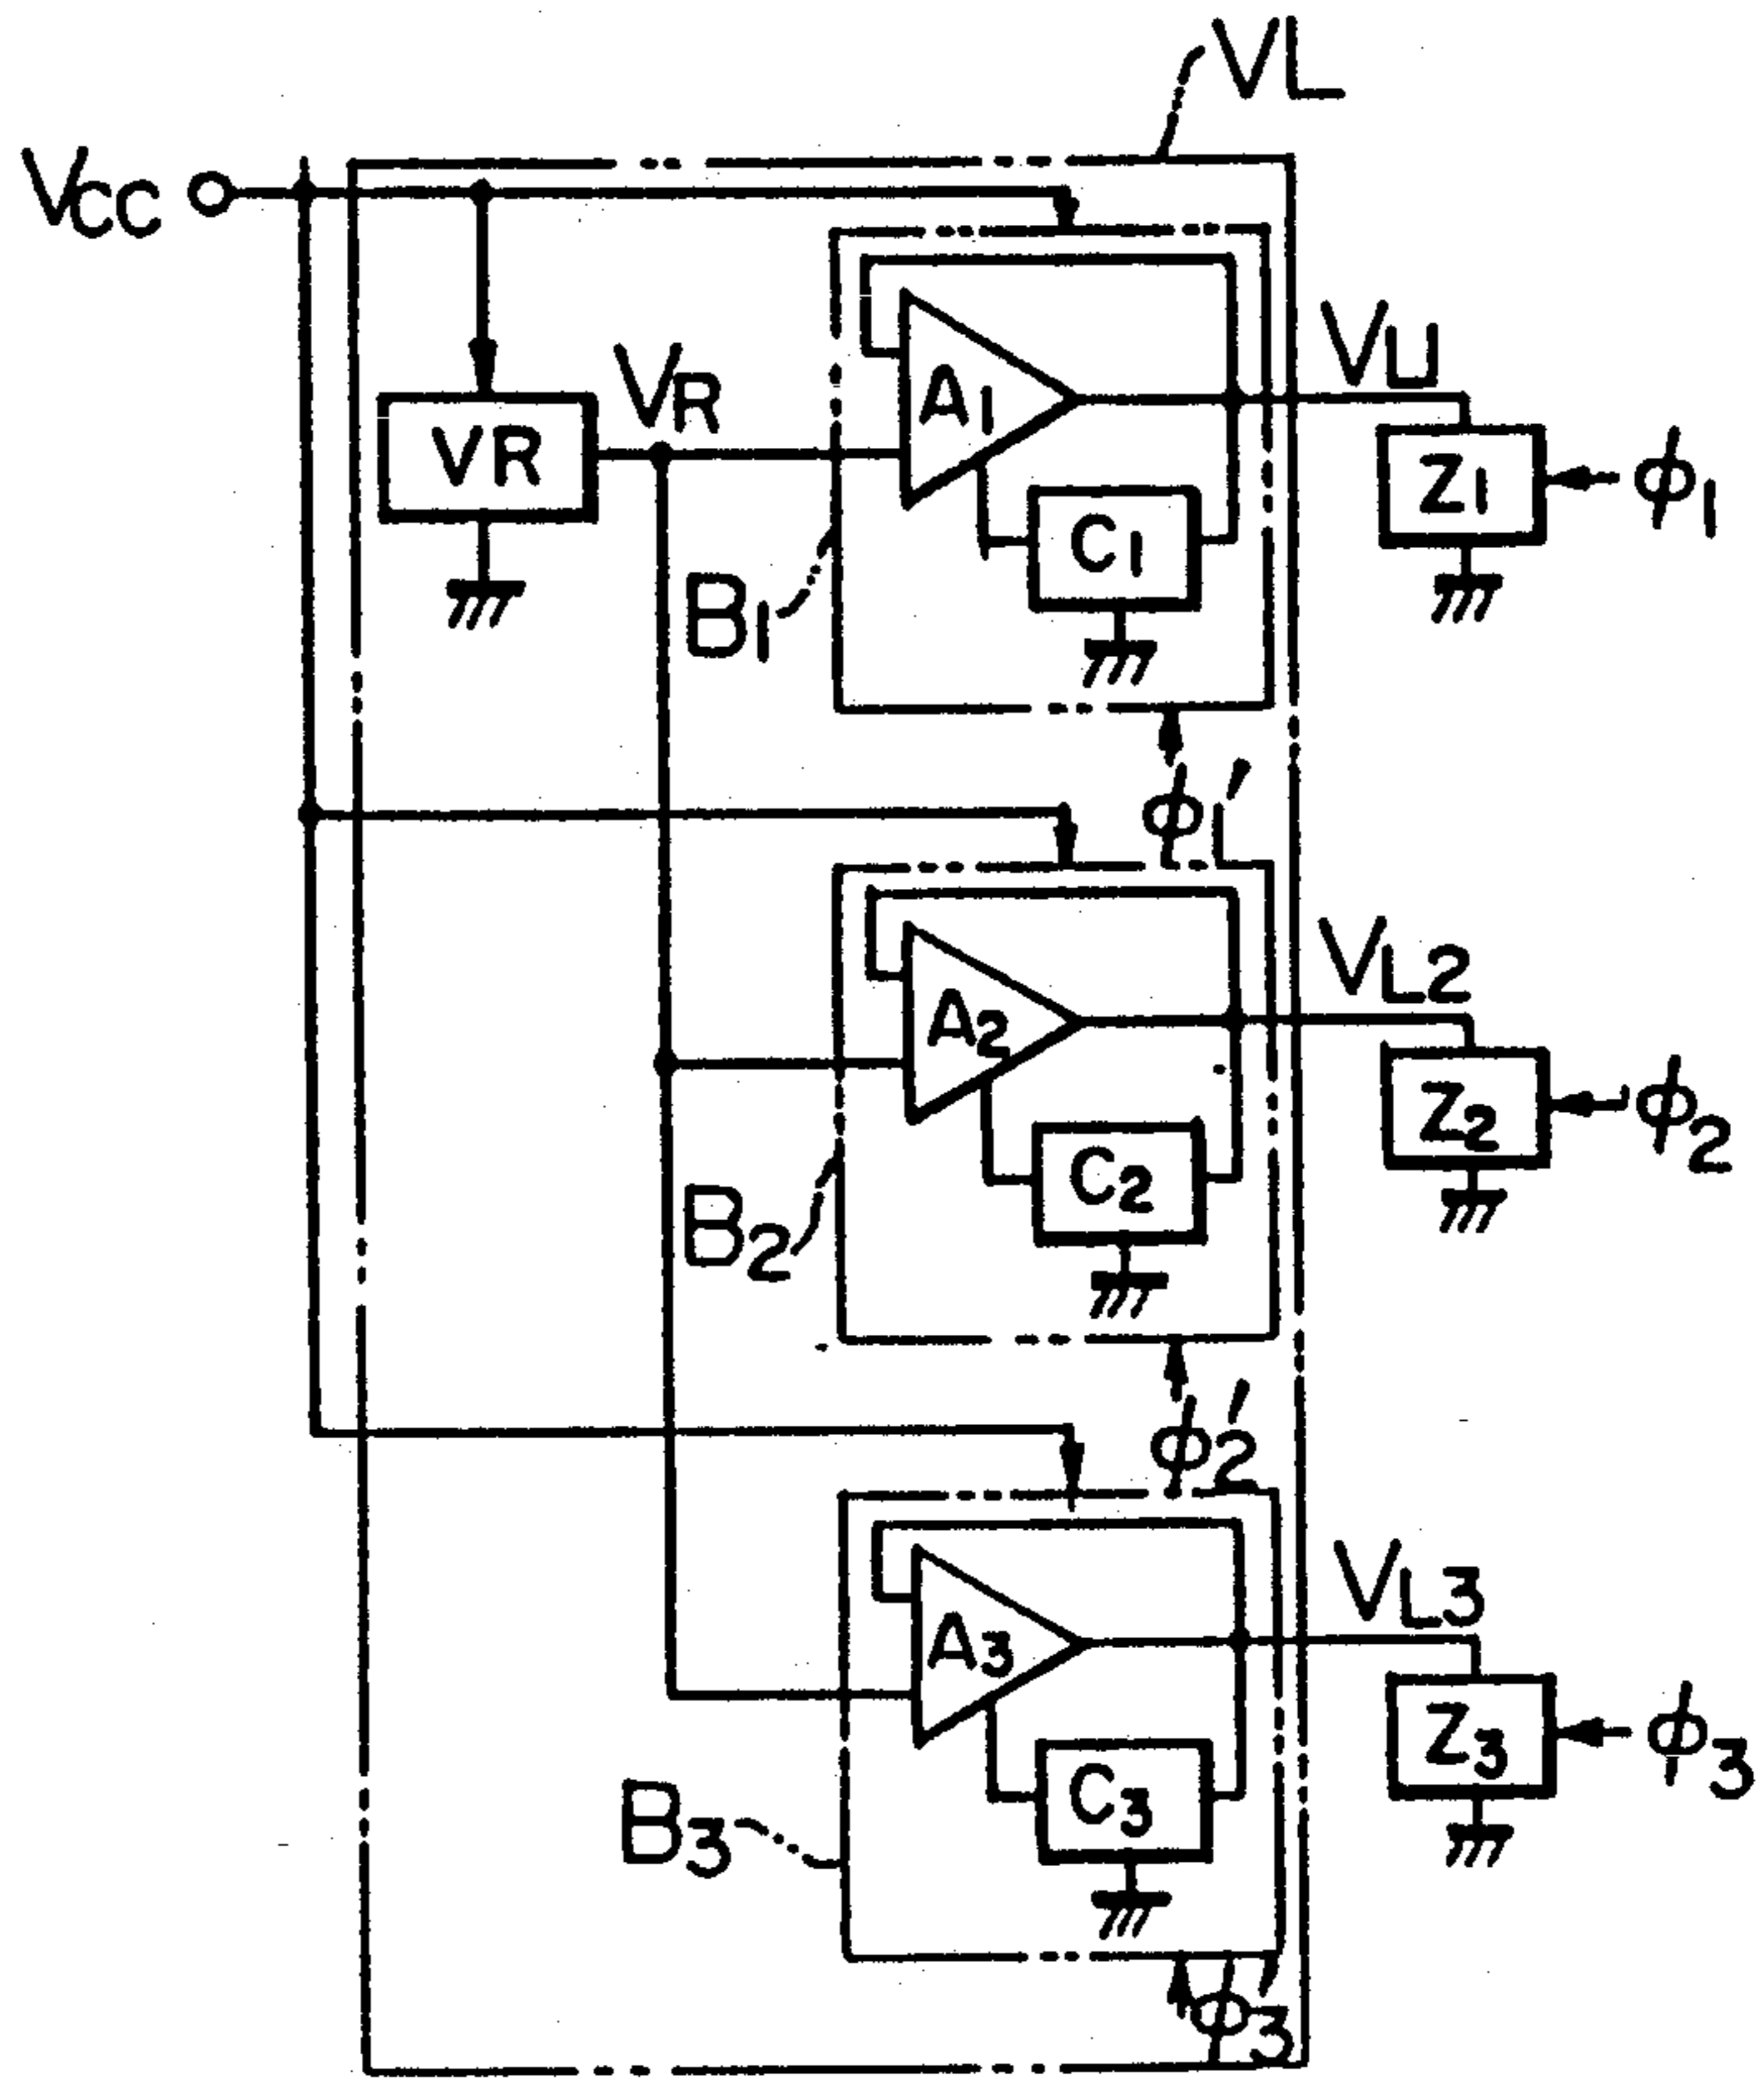 VL
VCC
VL1
VR
A1
VR
Z1
ϕ1
C1
B1
ϕ1'
VL2
A2
Z2
ϕ2
C2
B2
ϕ2'
VL3
A3
Z3
ϕ3
C3
B3
ϕ3'